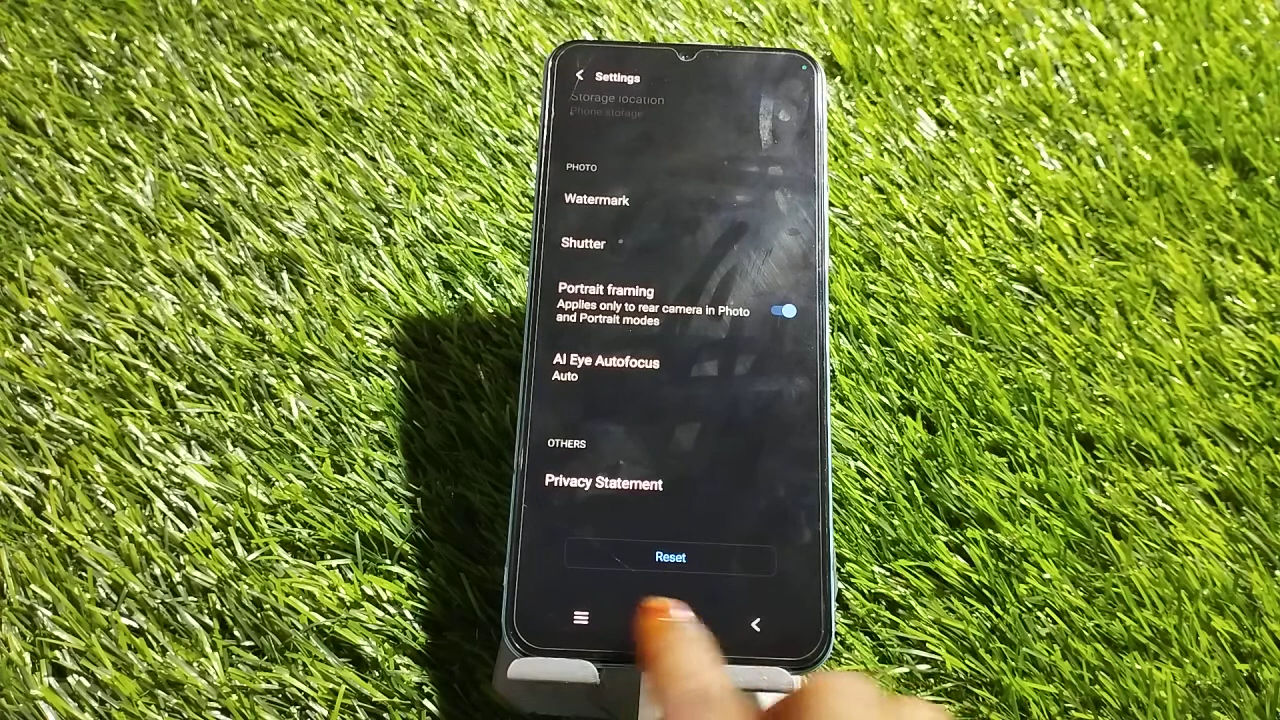 Settings
Storage location
Phone storage
PHOTO
Watermark
Shutter
Portrait framing
Applies only to rear camera in Photo
and Portrait modes
AI Eye Autofocus
Auto
OTHERS
Privacy Statement
Reset